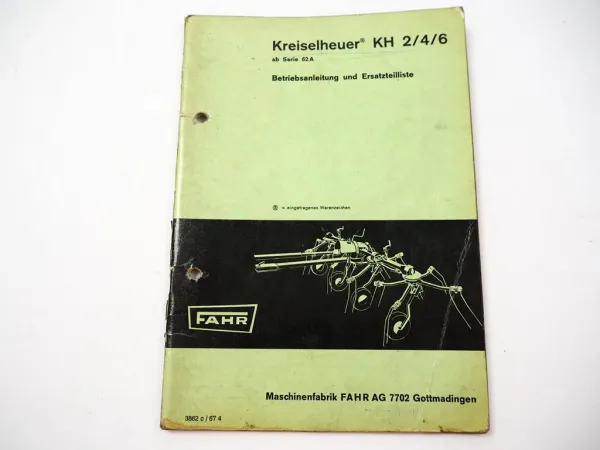 Kreiselheuer® KH 2/4/6
ab Serie 62 A
Betriebsanleitung und Ersatzteilliste
® = eingetragenes Warenzeichen
FAHR
Maschinenfabrik FAHR AG 7702 Gottmadingen
3862 o / 67 4